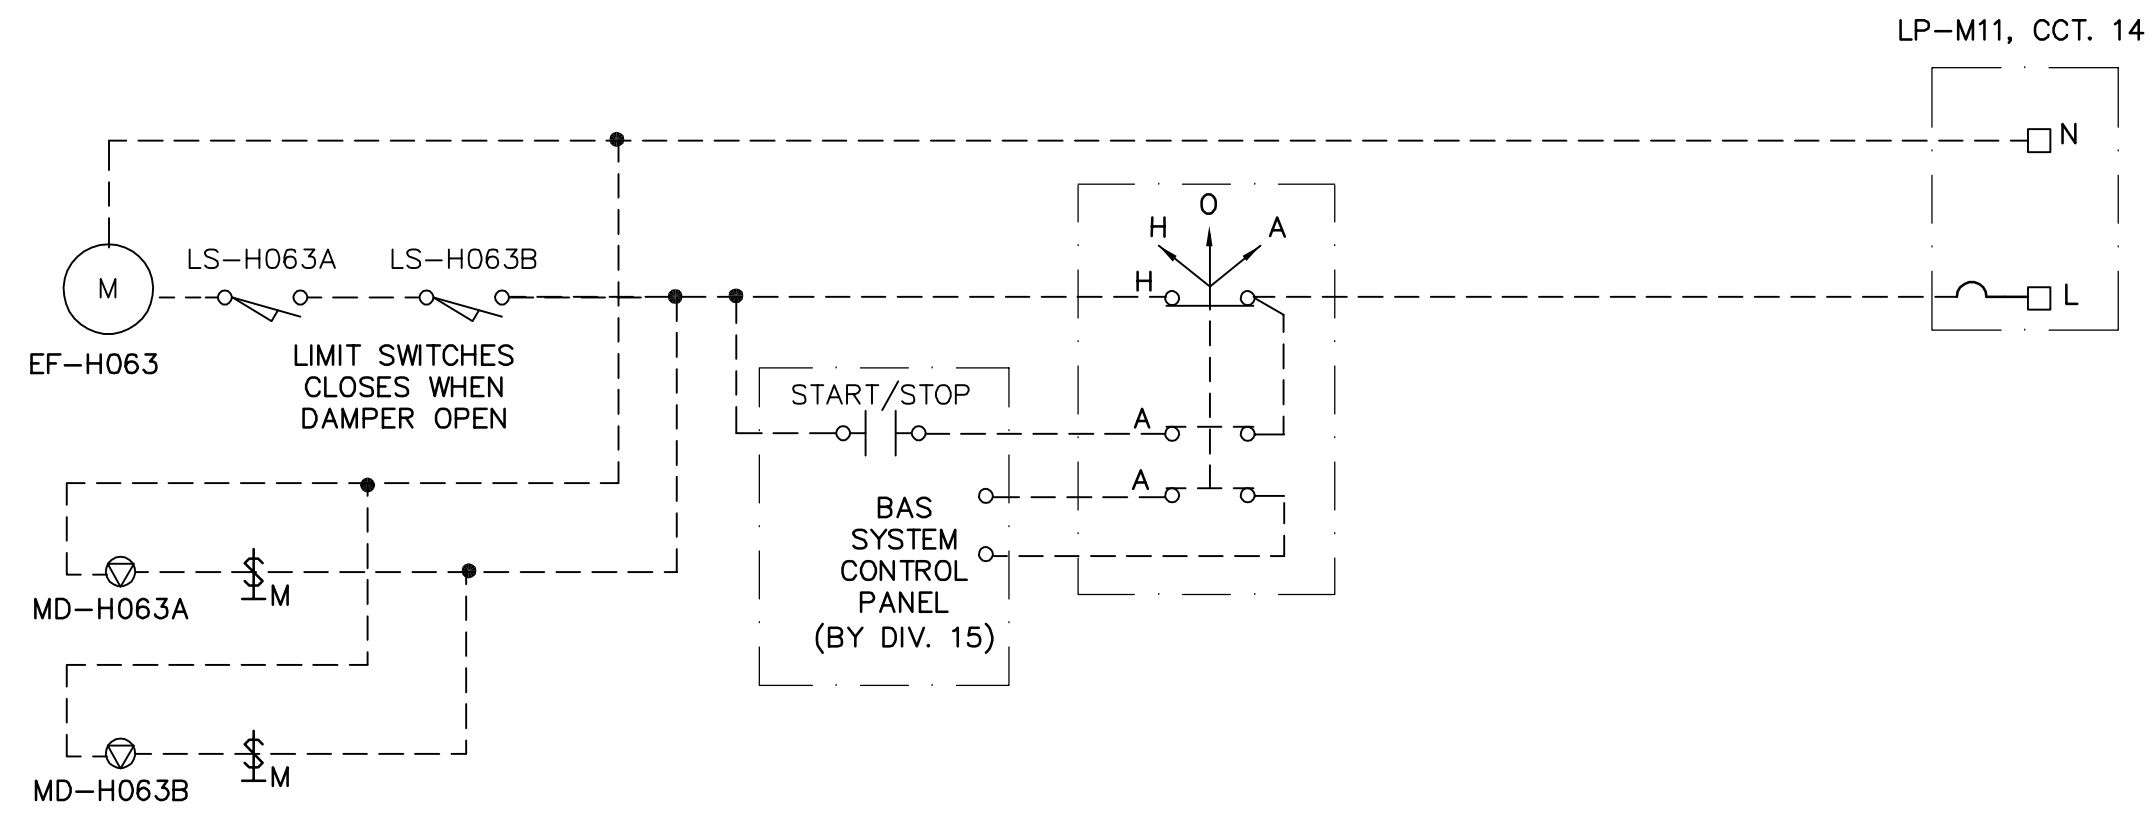 LP-M11, CCT. 14
N
O
H
A
LS-H063A
LS-H063B
M
H
L
EF-H063
LIMIT SWITCHES
CLOSES WHEN
DAMPER OPEN
START/STOP
A
A
BAS
SYSTEM
CONTROL
PANEL
(BY DIV. 15)
M
MD-H063A
M
MD-H063B